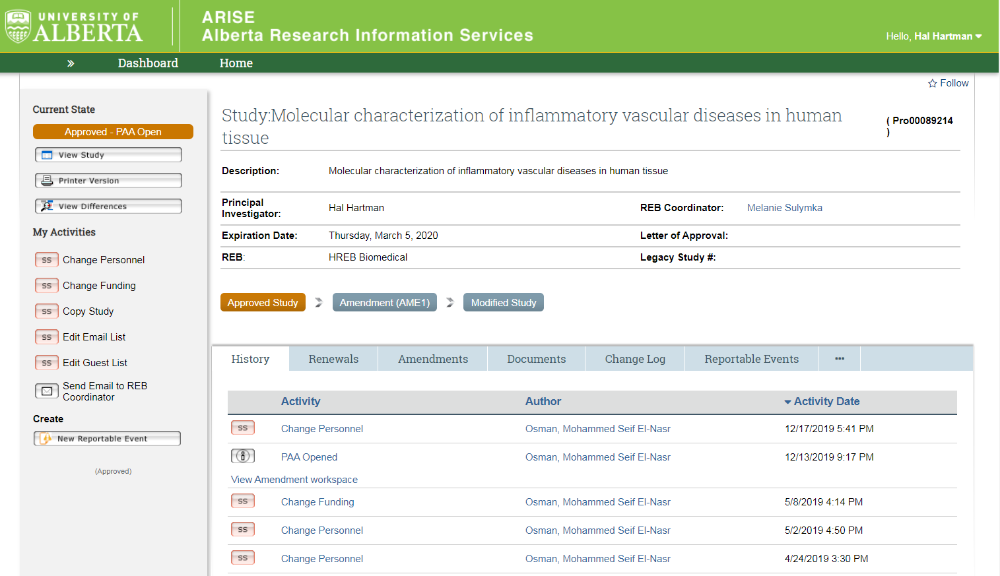 UNIVERSITY OF
ALBERTA
ARISE
Alberta Research Information Services
Hello, Hal Hartman
» Dashboard Home
Follow
Current State
Approved - PAA Open
View Study
Printer Version
View Differences
My Activities
SS Change Personnel
SS Change Funding
SS Copy Study
SS Edit Email List
SS Edit Guest List
Send Email to REB
Coordinator
Create
New Reportable Event
(Approved)
Study:Molecular characterization of inflammatory vascular diseases in human
tissue
( Pro00089214
)
Description: Molecular characterization of inflammatory vascular diseases in human tissue
Principal
Investigator: Hal Hartman REB Coordinator: Melanie Sulymka
Expiration Date: Thursday, March 5, 2020 Letter of Approval:
REB: HREB Biomedical Legacy Study #:
Approved Study Amendment (AME1) Modified Study
History Renewals Amendments Documents Change Log Reportable Events ...
Activity Author Activity Date
SS Change Personnel Osman, Mohammed Seif El-Nasr 12/17/2019 5:41 PM
PAA Opened Osman, Mohammed Seif El-Nasr 12/13/2019 9:17 PM
View Amendment workspace
SS Change Funding Osman, Mohammed Seif El-Nasr 5/8/2019 4:14 PM
SS Change Personnel Osman, Mohammed Seif El-Nasr 5/2/2019 4:50 PM
SS Change Personnel Osman, Mohammed Seif El-Nasr 4/24/2019 3:30 PM